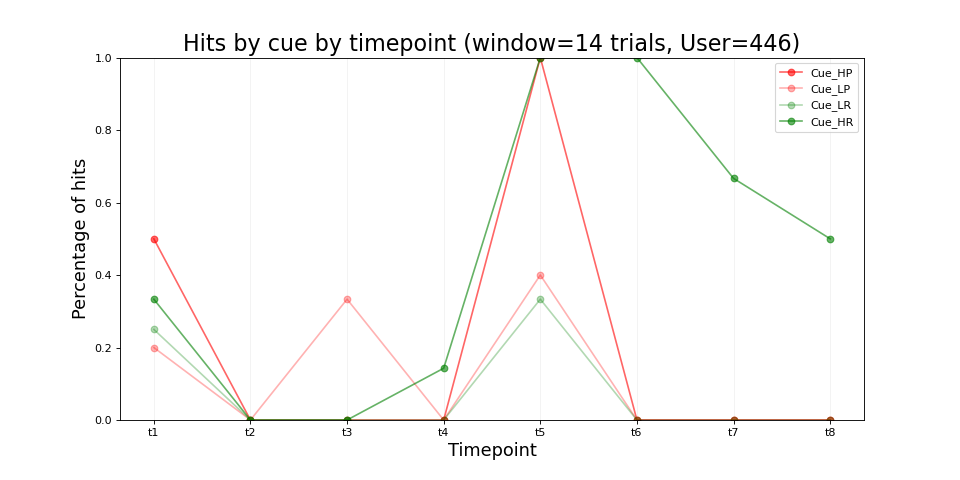 Hits by cue by timepoint (window=14 trials, User=446)
Percentage of hits
1.0
0.8
0.6
0.4
0.2
0.0
Cue_HP
Cue_LP
Cue_LR
Cue_HR
t1 t2 t3 t4 t5 t6 t7 t8
Timepoint